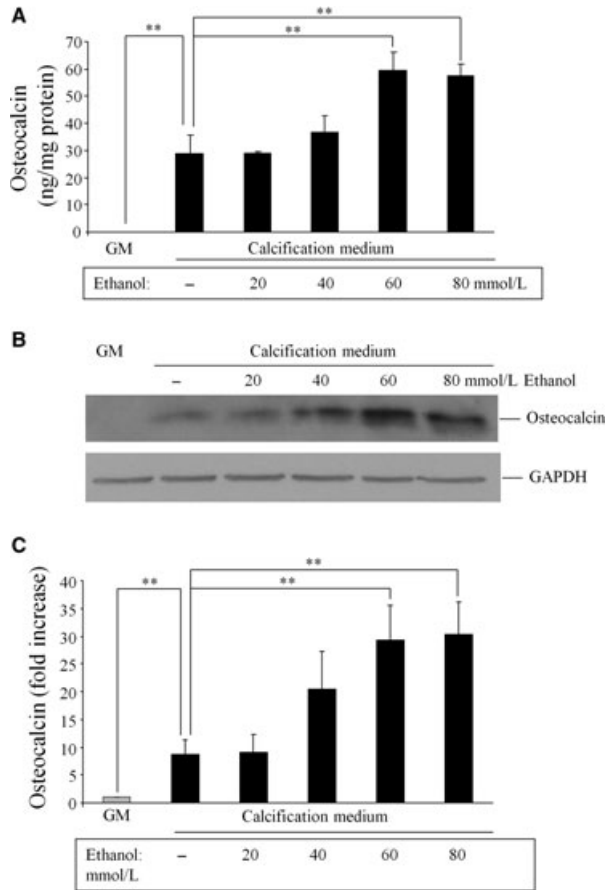 A
** ** **
Osteocalcin
(ng/mg protein)
70
60
50
40
30
20
10
0
GM Calcification medium
Ethanol: – 20 40 60 80 mmol/L
B
GM Calcification medium
– 20 40 60 80 mmol/L Ethanol
Osteocalcin
GAPDH
C
** ** **
Osteocalcin (fold increase)
40
35
30
25
20
15
10
5
0
GM Calcification medium
Ethanol: – 20 40 60 80
mmol/L